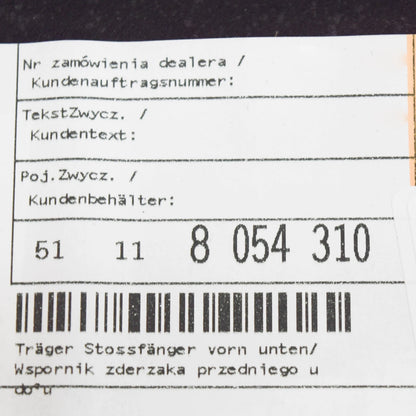 Nr zamówienia dealera /
Kundenauftragsnummer:
TekstZwycz. /
Kundentext:
Poj.Zwycz. /
Kundenbehälter:
51 11 8 054 310
Träger Stossfänger vorn unten/
Wspornik zderzaka przedniego u
do°u